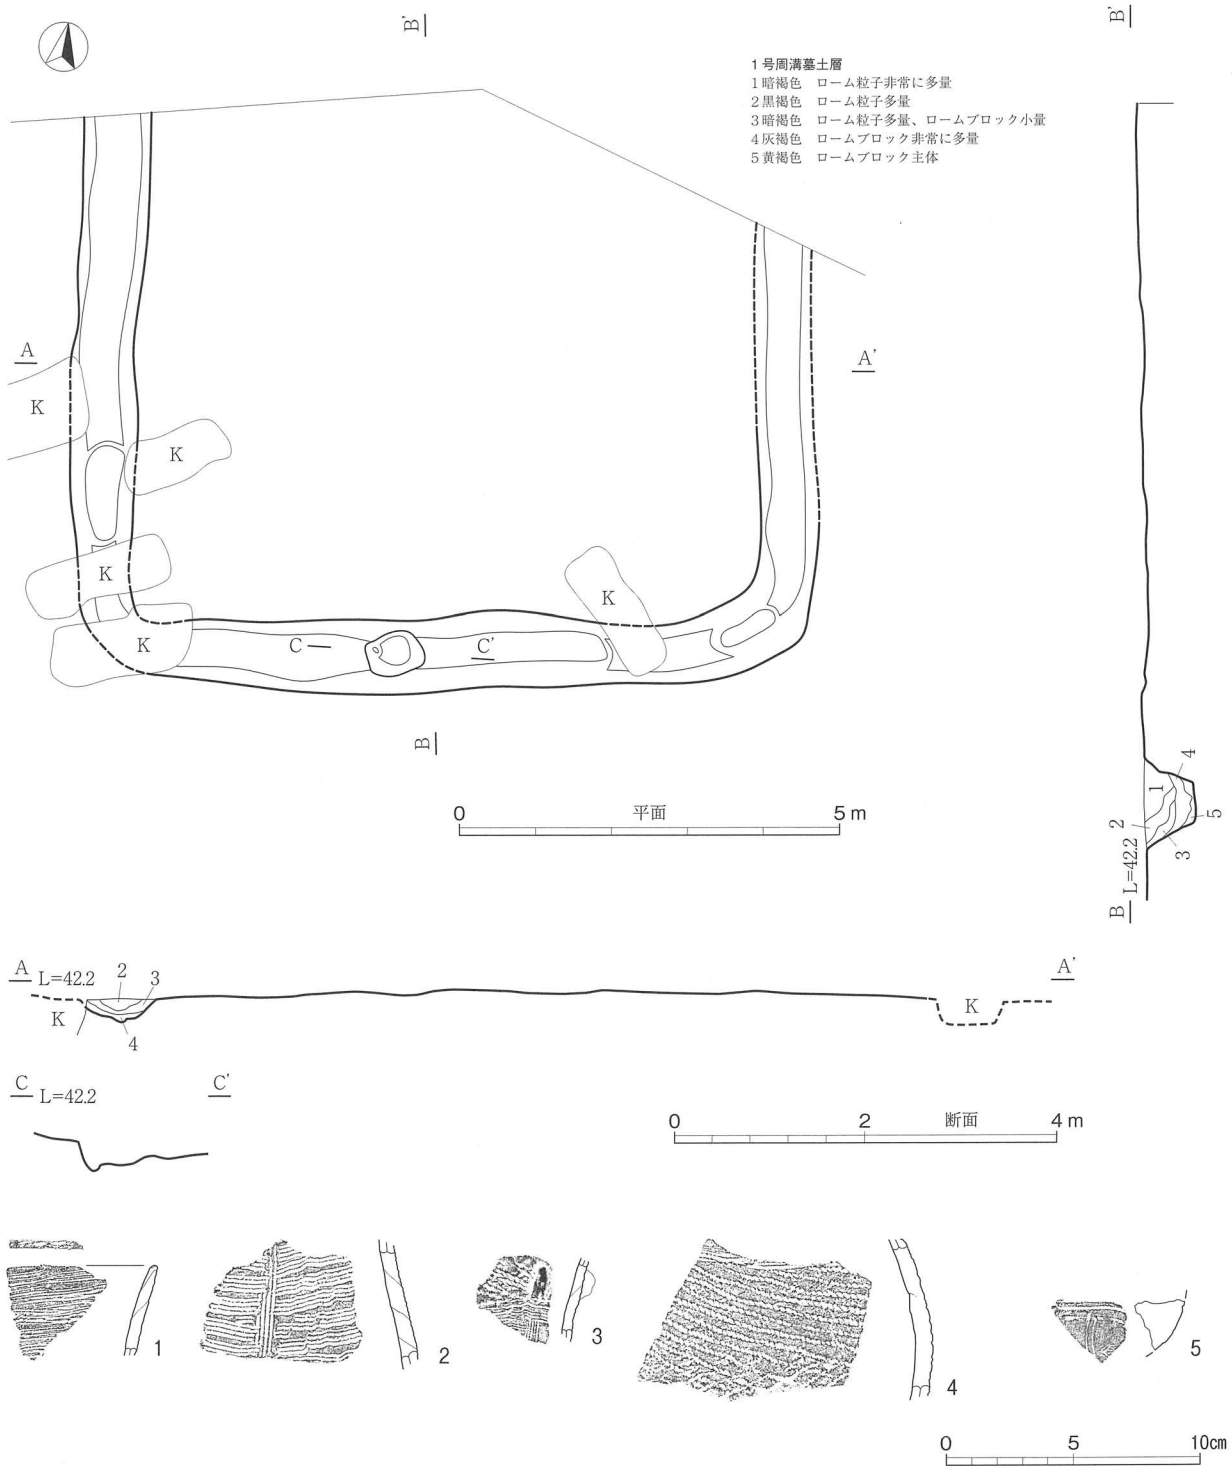 B'
B'
1号周溝墓土層
1暗褐色 ローム粒子非常に多量
2黒褐色 ローム粒子多量
3暗褐色 ローム粒子多量、ロームブロック小量
4灰褐色 ロームブロック非常に多量
5黄褐色 ロームブロック主体
A
A'
K
K
K
K
K
C
C'
B
0 平面 5 m
1
2
3
4
5
B L=42.2
A L=42.2
2
3
4
K
K
A'
C L=42.2
C'
0 2 断面 4 m
1
2
3
4
5
0 5 10cm